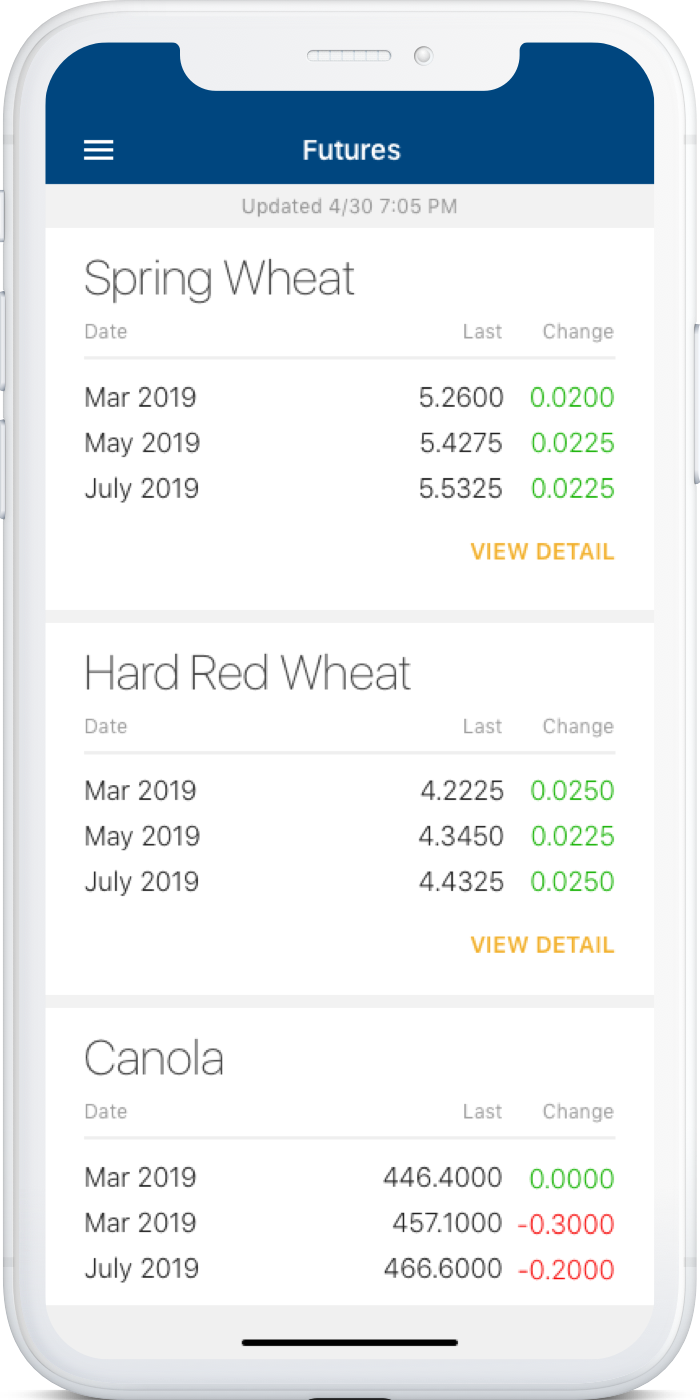 Futures
Updated 4/30 7:05 PM
Spring Wheat
Date Last Change
Mar 2019 5.2600 0.0200
May 2019 5.4275 0.0225
July 2019 5.5325 0.0225
VIEW DETAIL
Hard Red Wheat
Date Last Change
Mar 2019 4.2225 0.0250
May 2019 4.3450 0.0225
July 2019 4.4325 0.0250
VIEW DETAIL
Canola
Date Last Change
Mar 2019 446.4000 0.0000
Mar 2019 457.1000 -0.3000
July 2019 466.6000 -0.2000